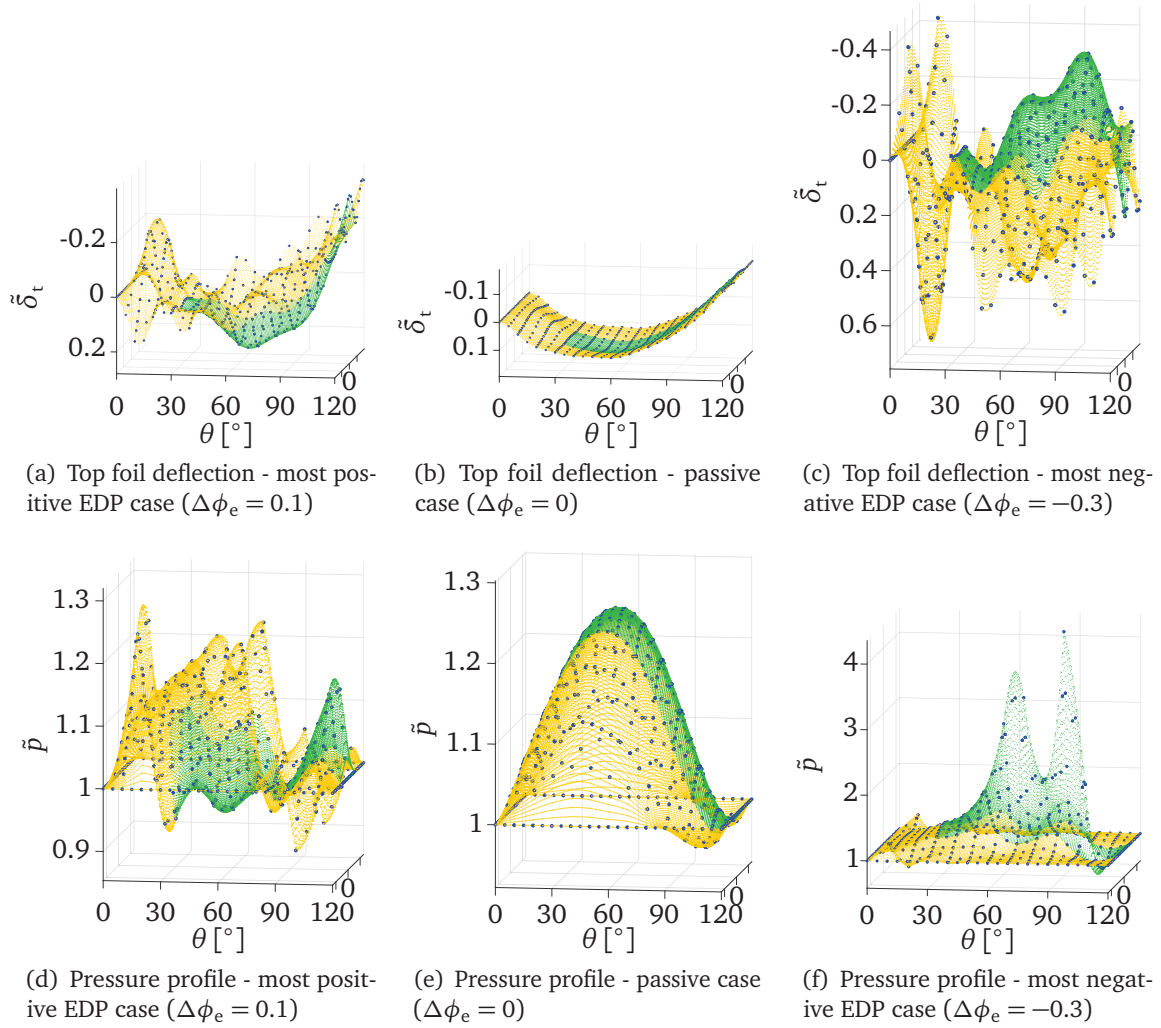 -0.2
0
0.2
δ̃t
0
0 30 60 90 120
θ [°]
(a) Top foil deflection - most pos-
itive EDP case (Δϕe = 0.1)
-0.1
0
0.1
δ̃t
0
0 30 60 90 120
θ [°]
(b) Top foil deflection - passive
case (Δϕe = 0)
-0.4
-0.2
0
0.2
0.4
0.6
δ̃t
0
0 30 60 90 120
θ [°]
(c) Top foil deflection - most neg-
ative EDP case (Δϕe = −0.3)
1.3
1.2
1.1
1
0.9
p̃
0
0 30 60 90 120
θ [°]
(d) Pressure profile - most posit-
ive EDP case (Δϕe = 0.1)
1.3
1.2
1.1
1
p̃
0
0 30 60 90 120
θ [°]
(e) Pressure profile - passive case
(Δϕe = 0)
4
3
2
1
p̃
0
0 30 60 90 120
θ [°]
(f) Pressure profile - most negat-
ive EDP case (Δϕe = −0.3)